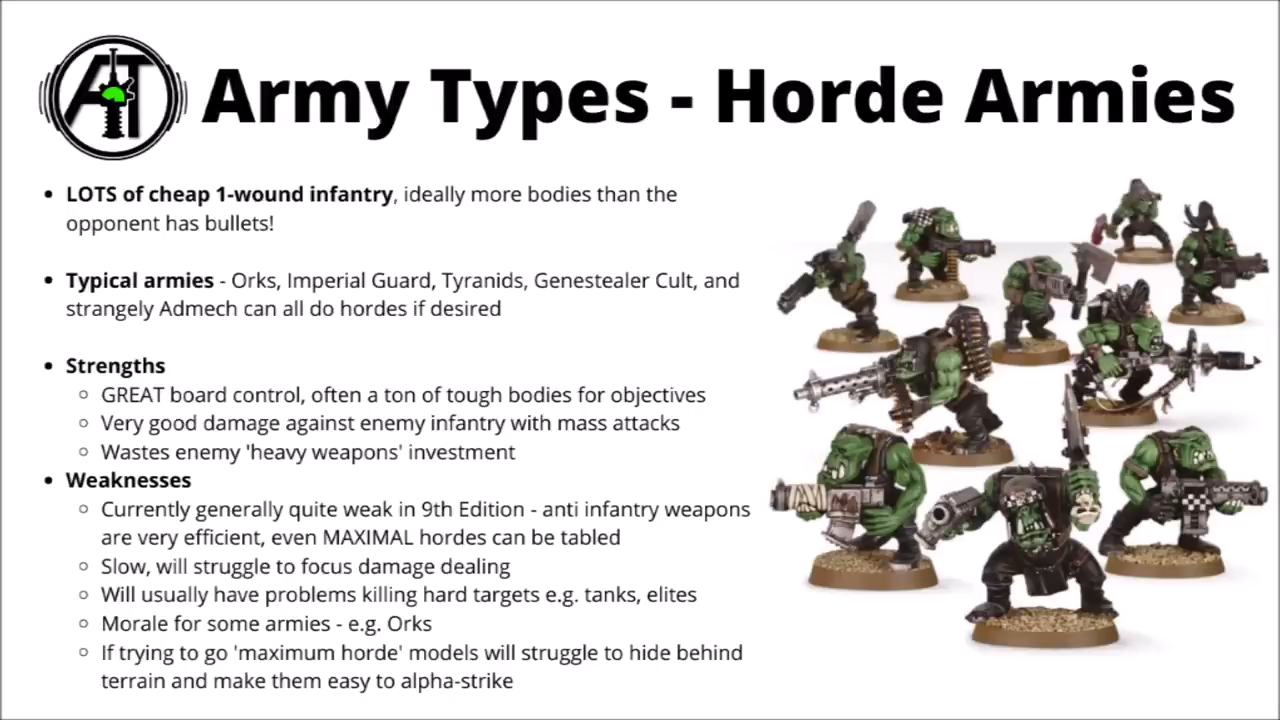 AT
Army Types - Horde Armies
• LOTS of cheap 1-wound infantry, ideally more bodies than the
opponent has bullets!
• Typical armies - Orks, Imperial Guard, Tyranids, Genestealer Cult, and
strangely Admech can all do hordes if desired
• Strengths
◦ GREAT board control, often a ton of tough bodies for objectives
◦ Very good damage against enemy infantry with mass attacks
◦ Wastes enemy 'heavy weapons' investment
• Weaknesses
◦ Currently generally quite weak in 9th Edition - anti infantry weapons
are very efficient, even MAXIMAL hordes can be tabled
◦ Slow, will struggle to focus damage dealing
◦ Will usually have problems killing hard targets e.g. tanks, elites
◦ Morale for some armies - e.g. Orks
◦ If trying to go 'maximum horde' models will struggle to hide behind
terrain and make them easy to alpha-strike